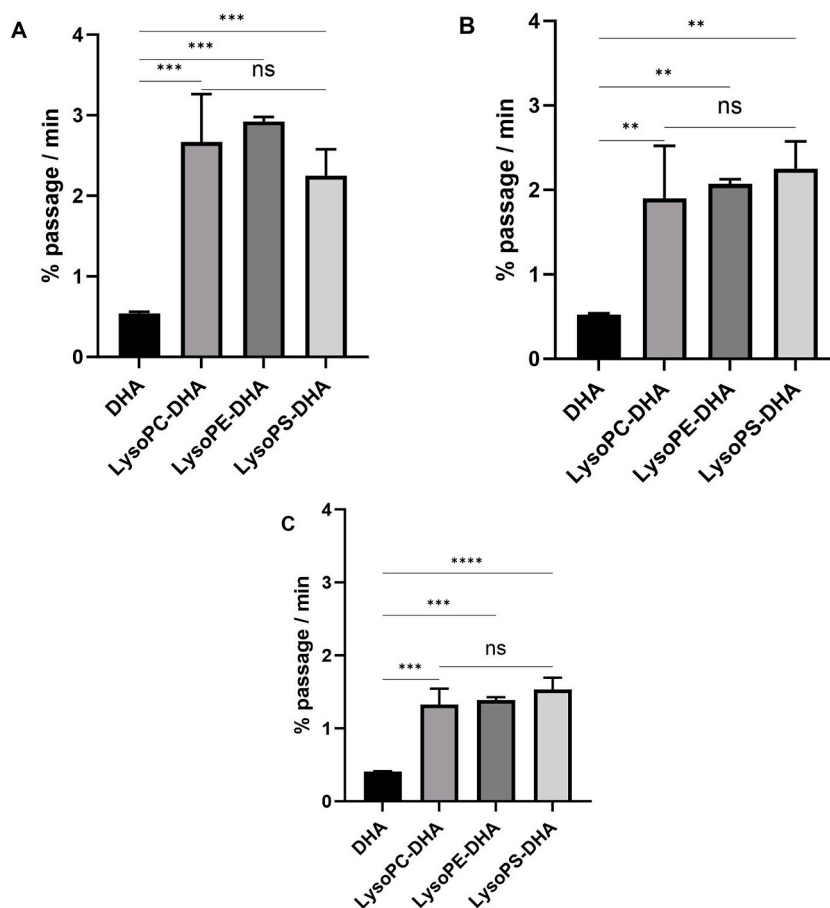 A
% passage / min
4
3
2
1
0
***
***
***
ns
DHA
LysoPC-DHA
LysoPE-DHA
LysoPS-DHA
B
% passage / min
4
3
2
1
0
**
**
**
ns
DHA
LysoPC-DHA
LysoPE-DHA
LysoPS-DHA
C
% passage / min
4
3
2
1
0
****
***
***
ns
DHA
LysoPC-DHA
LysoPE-DHA
LysoPS-DHA